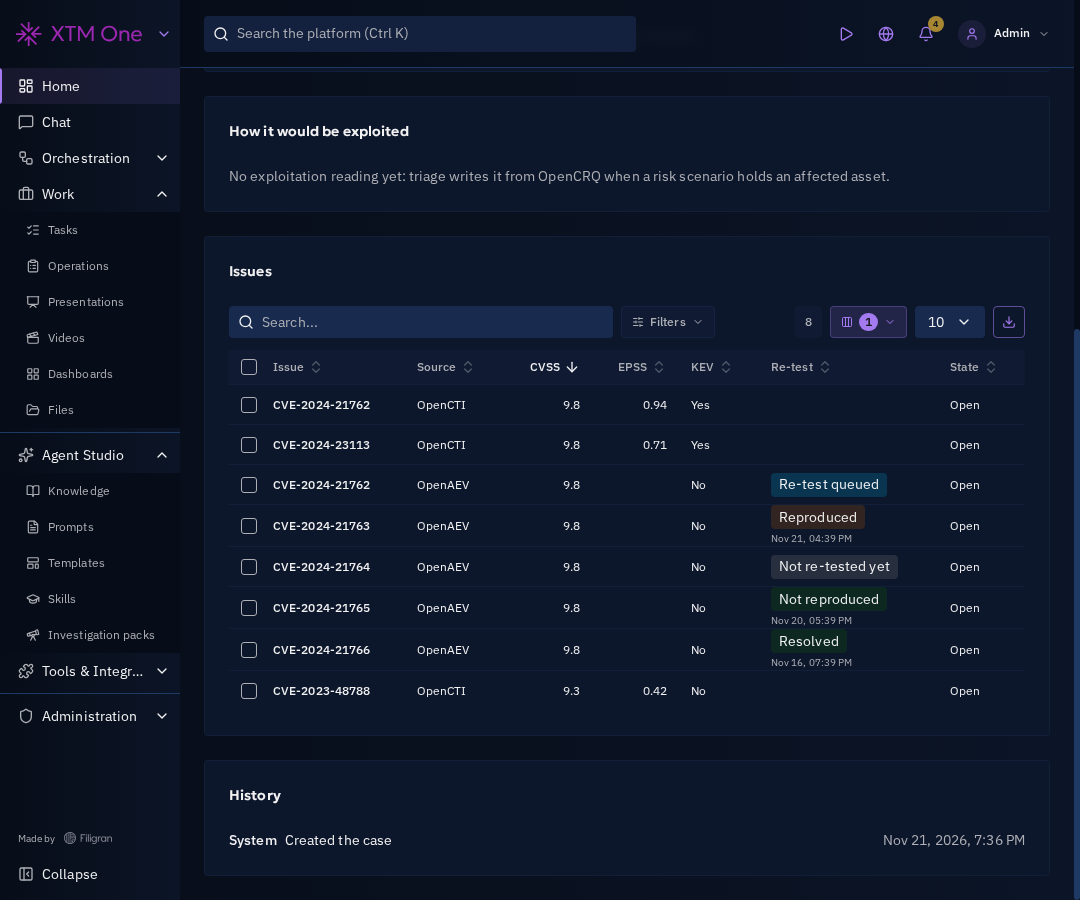 XTM One
Search the platform (Ctrl K)
4
Admin
Home
Chat
Orchestration
Work
Tasks
Operations
Presentations
Videos
Dashboards
Files
Agent Studio
Knowledge
Prompts
Templates
Skills
Investigation packs
Tools & Integr...
Administration
Made by Filigran
Collapse
How it would be exploited
No exploitation reading yet: triage writes it from OpenCRQ when a risk scenario holds an affected asset.
Issues
Search... Filters 8 1 10
Issue Source CVSS EPSS KEV Re-test State
CVE-2024-21762 OpenCTI 9.8 0.94 Yes Open
CVE-2024-23113 OpenCTI 9.8 0.71 Yes Open
CVE-2024-21762 OpenAEV 9.8 No Re-test queued Open
CVE-2024-21763 OpenAEV 9.8 No Reproduced Open
Nov 21, 04:39 PM
CVE-2024-21764 OpenAEV 9.8 No Not re-tested yet Open
CVE-2024-21765 OpenAEV 9.8 No Not reproduced Open
Nov 20, 05:39 PM
CVE-2024-21766 OpenAEV 9.8 No Resolved Open
Nov 16, 07:39 PM
CVE-2023-48788 OpenCTI 9.3 0.42 No Open
History
System Created the case Nov 21, 2026, 7:36 PM